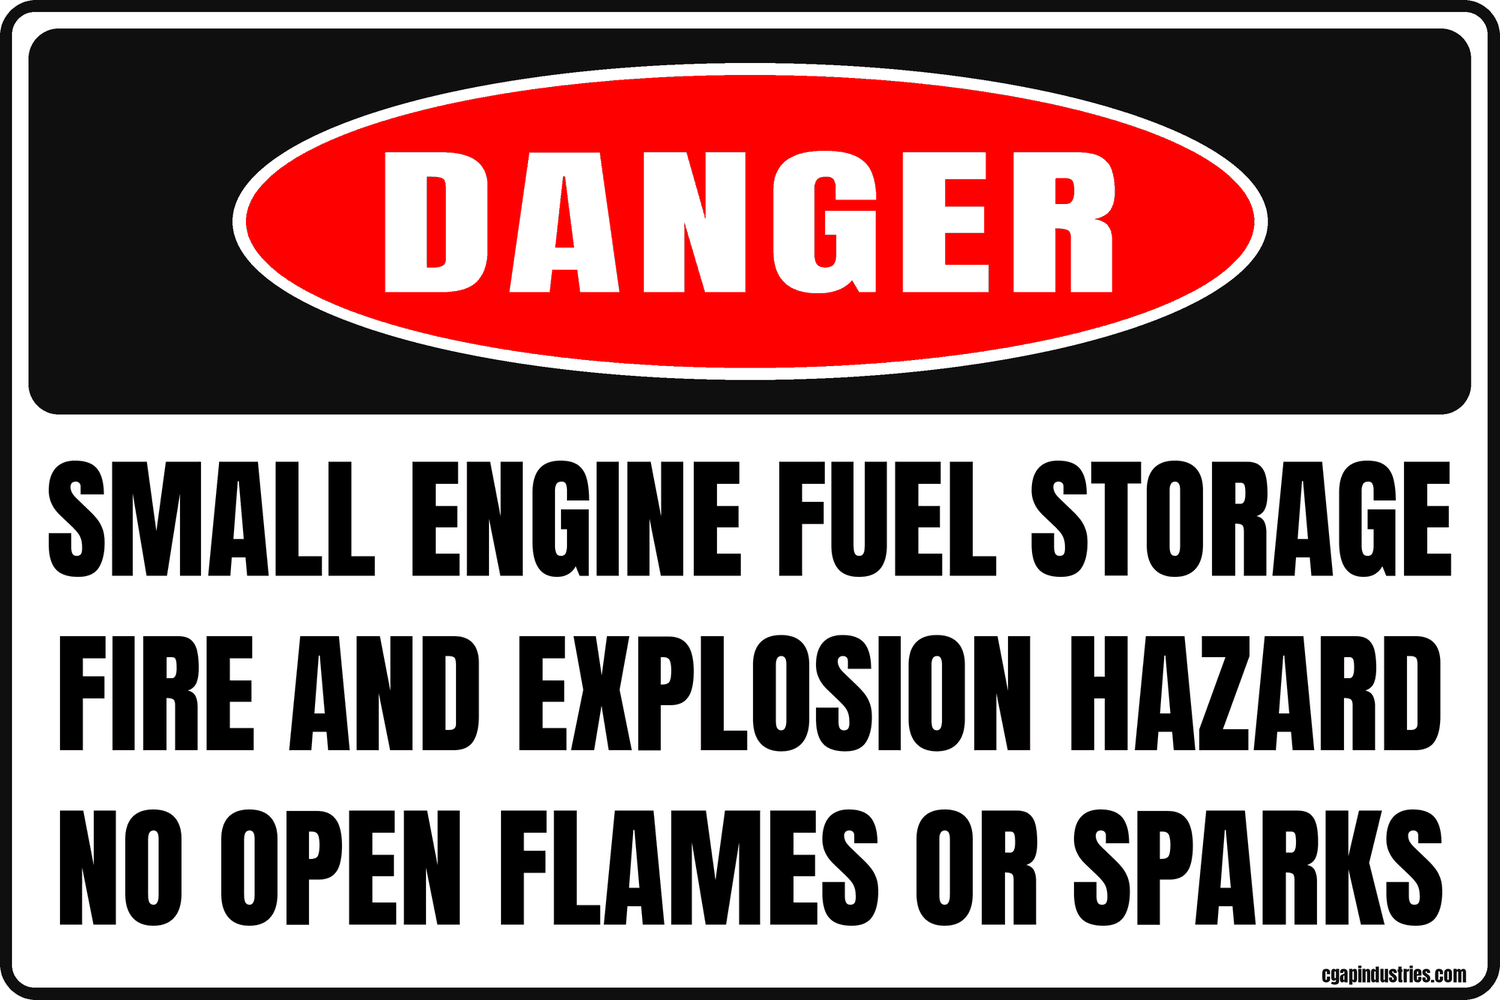 DANGER
SMALL ENGINE FUEL STORAGE
FIRE AND EXPLOSION HAZARD
NO OPEN FLAMES OR SPARKS
cgapindustries.com